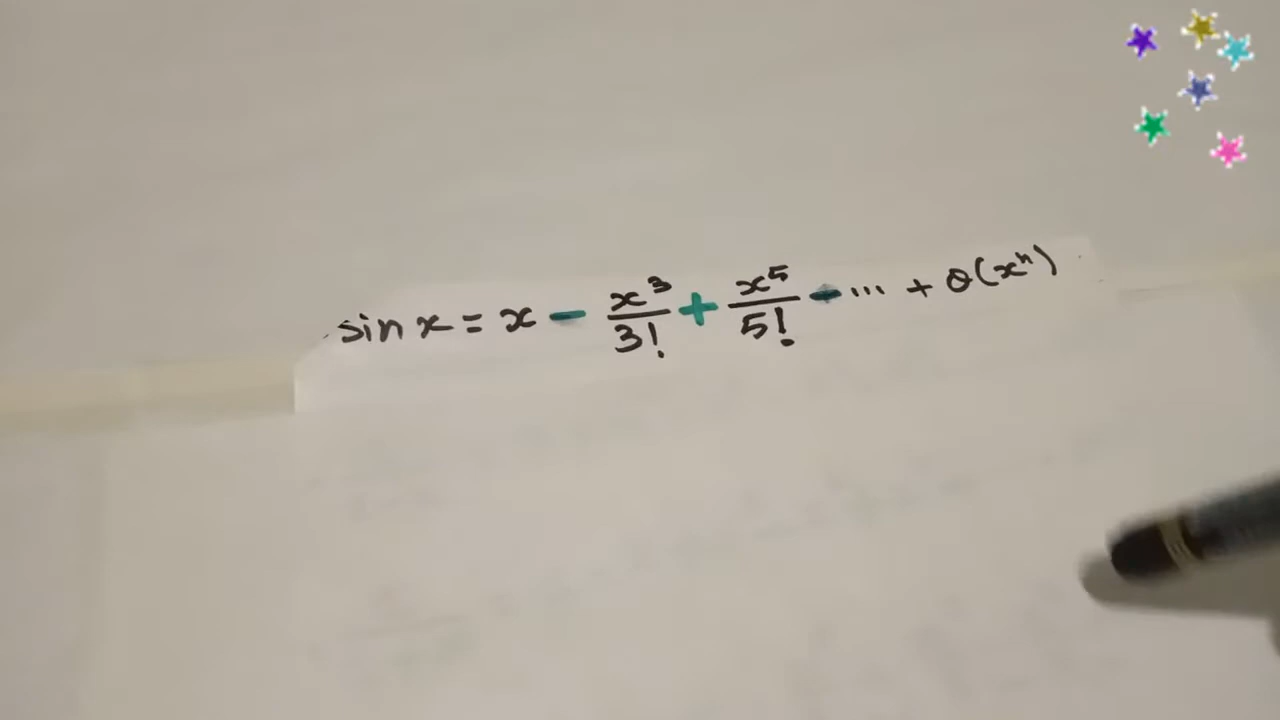 sin x = x - x³/3! + x⁵/5! - ... + θ(xⁿ)